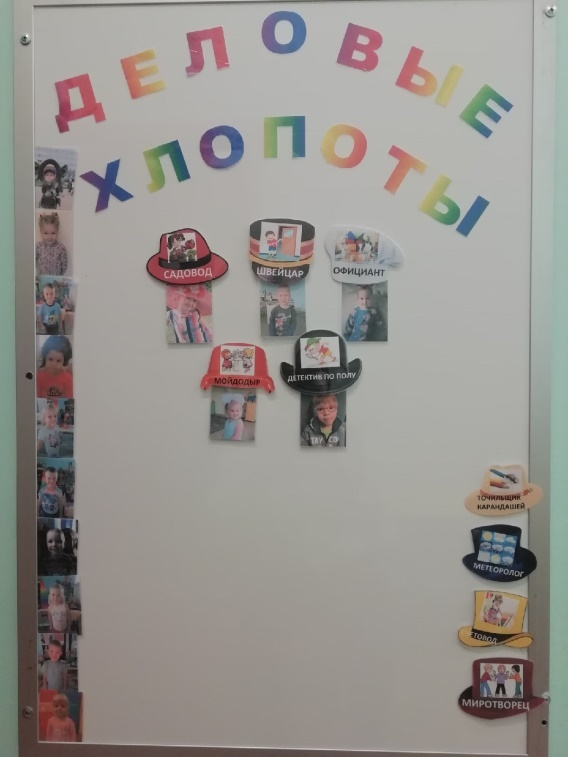 ДЕЛОВЫЕ
ХЛОПОТЫ
САДОВОД
ШВЕЙЦАР
ОФИЦИАНТ
МОЙДОДЫР
ДЕТЕКТИВ ПО ПОЛУ
ТОЧИЛЬЩИК
КАРАНДАШЕЙ
МЕТЕОРОЛОГ
МИРОТВОРЕЦ